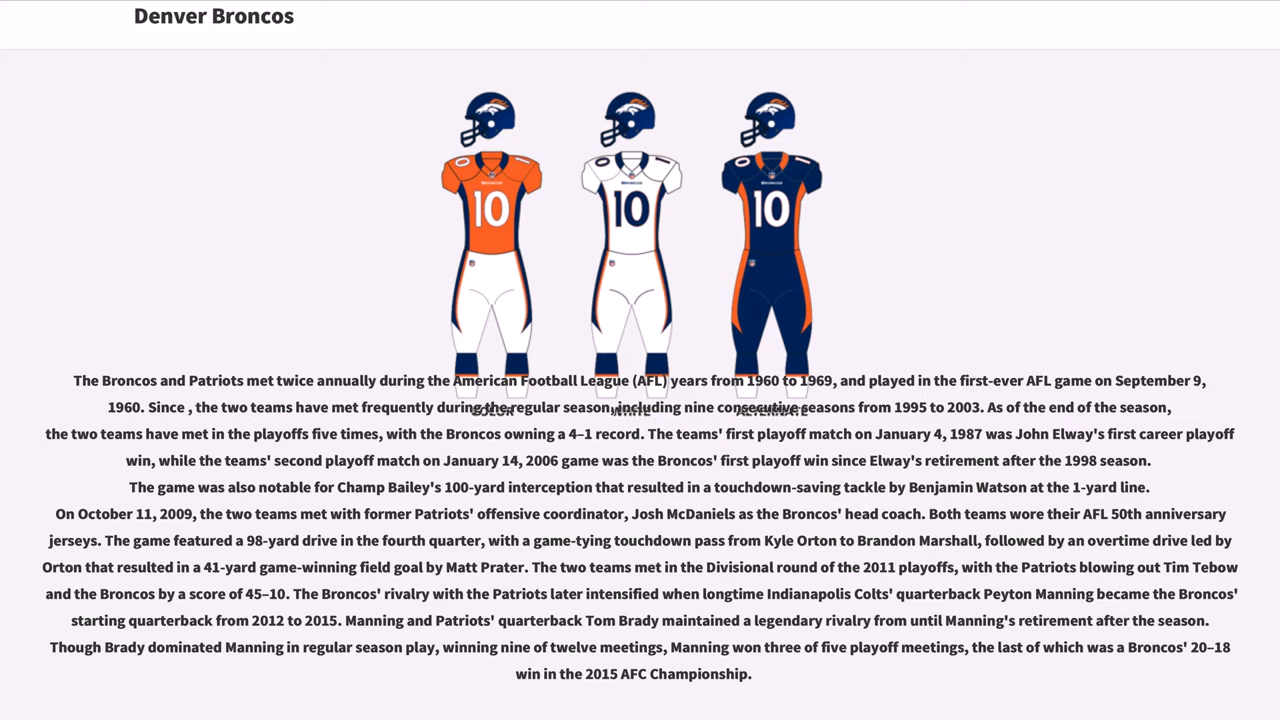 Denver Broncos
0 1 0 1 0 1
BRONCOS BRONCOS BRONCOS
10 10 10
The Broncos and Patriots met twice annually during the American Football League (AFL) years from 1960 to 1969, and played in the first-ever AFL game on September 9,
1960. Since , the two teams have met frequently during the regular season, including nine consecutive seasons from 1995 to 2003. As of the end of the season,
COLOR WHITE ALTERNATE
the two teams have met in the playoffs five times, with the Broncos owning a 4–1 record. The teams' first playoff match on January 4, 1987 was John Elway's first career playoff
win, while the teams' second playoff match on January 14, 2006 game was the Broncos' first playoff win since Elway's retirement after the 1998 season.
The game was also notable for Champ Bailey's 100-yard interception that resulted in a touchdown-saving tackle by Benjamin Watson at the 1-yard line.
On October 11, 2009, the two teams met with former Patriots' offensive coordinator, Josh McDaniels as the Broncos' head coach. Both teams wore their AFL 50th anniversary
jerseys. The game featured a 98-yard drive in the fourth quarter, with a game-tying touchdown pass from Kyle Orton to Brandon Marshall, followed by an overtime drive led by
Orton that resulted in a 41-yard game-winning field goal by Matt Prater. The two teams met in the Divisional round of the 2011 playoffs, with the Patriots blowing out Tim Tebow
and the Broncos by a score of 45–10. The Broncos' rivalry with the Patriots later intensified when longtime Indianapolis Colts' quarterback Peyton Manning became the Broncos'
starting quarterback from 2012 to 2015. Manning and Patriots' quarterback Tom Brady maintained a legendary rivalry from until Manning's retirement after the season.
Though Brady dominated Manning in regular season play, winning nine of twelve meetings, Manning won three of five playoff meetings, the last of which was a Broncos' 20–18
win in the 2015 AFC Championship.